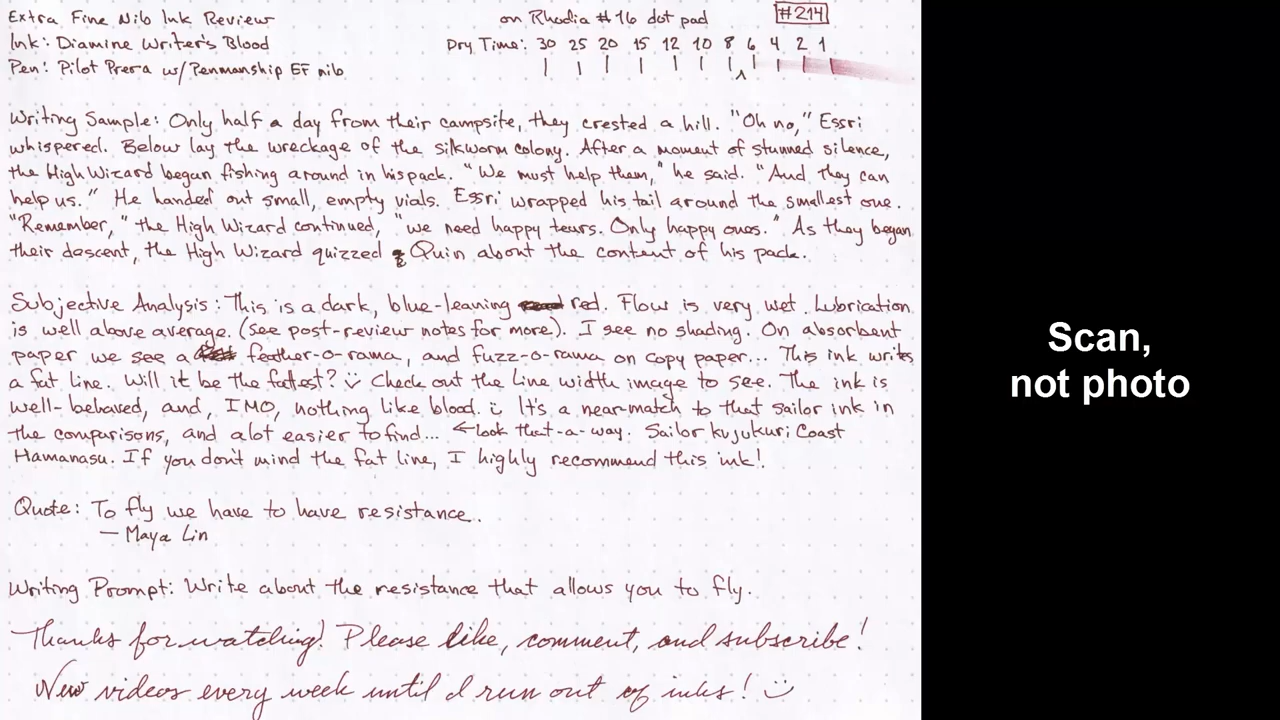 Extra Fine Nib Ink Review
on Rhodia #16 dot pad
#214
Ink: Diamine Writer's Blood
Dry Time: 30 25 20 15 12 10 8 6 4 2 1
Pen: Pilot Prera w/Penmanship EF nib
Writing Sample: Only half a day from their campsite, they crested a hill. "Oh no," Essri
whispered. Below lay the wreckage of the silkworm colony. After a moment of stunned silence,
the High Wizard began fishing around in his pack. "We must help them," he said. "And they can
help us." He handed out small, empty vials. Essri wrapped his tail around the smallest one.
"Remember," the High Wizard continued, "we need happy tears. Only happy ones." As they began
their descent, the High Wizard quizzed Quin about the content of his pack.
Subjective Analysis: This is a dark, blue-leaning red. Flow is very wet. Lubrication
is well above average. (see post-review notes for more). I see no shading. On absorbent
paper we see a feather-o-rama, and fuzz-o-rama on copy paper... This ink writes
a fat line. Will it be the fattest? Check out the line width image to see. The ink is
well-behaved, and, IMO, nothing like blood. It's a near-match to that sailor ink in
the comparisons, and alot easier to find... ←Look that-a-way. Sailor Kujukuri Coast
Hamanasu. If you don't mind the fat line, I highly recommend this ink!
Quote: To fly we have to have resistance.
— Maya Lin
Writing Prompt: Write about the resistance that allows you to fly.
Thanks for watching! Please like, comment, and subscribe!
New videos every week until I run out of inks!
Scan,
not photo